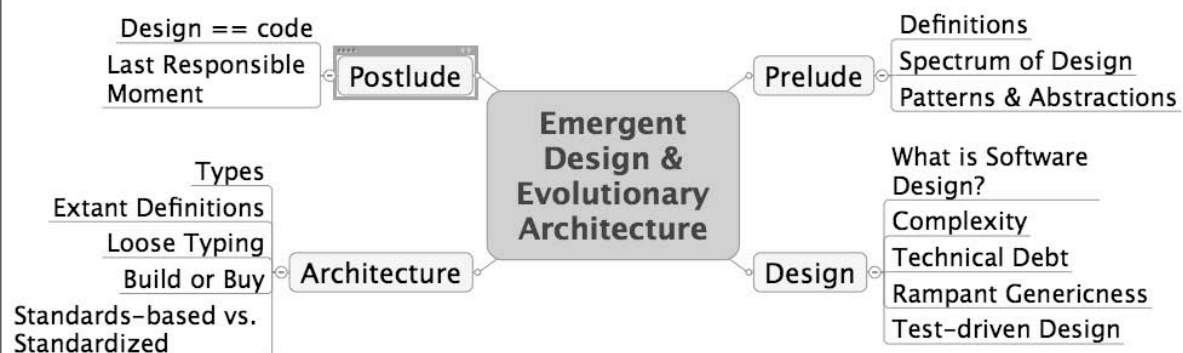 Emergent
Design &
Evolutionary
Architecture
Prelude
Definitions
Spectrum of Design
Patterns & Abstractions
Design
What is Software
Design?
Complexity
Technical Debt
Rampant Genericness
Test-driven Design
Postlude
Design == code
Last Responsible
Moment
Architecture
Types
Extant Definitions
Loose Typing
Build or Buy
Standards-based vs.
Standardized